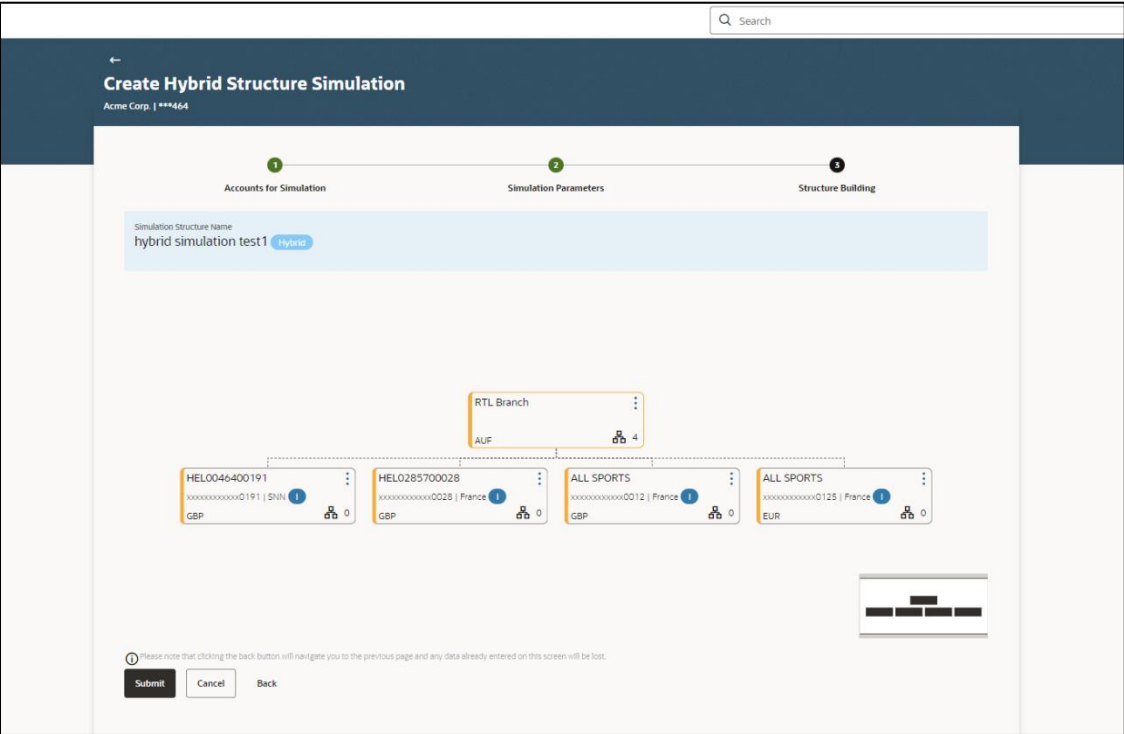 Search
←
Create Hybrid Structure Simulation
Acme Corp. | ***464
1
2
3
Accounts for Simulation
Simulation Parameters
Structure Building
Simulation Structure Name
hybrid simulation test1 Hybrid
RTL Branch
AUF 4
HEL0046400191
xxxxxxxxxxxx0191 | SNN I
GBP 0
HEL0285700028
xxxxxxxxxxxx0028 | France I
GBP 0
ALL SPORTS
xxxxxxxxxxxx0012 | France I
GBP 0
ALL SPORTS
xxxxxxxxxxxx0125 | France I
EUR 0
Please note that clicking the back button will navigate you to the previous page and any data already entered on this screen will be lost.
Submit Cancel Back